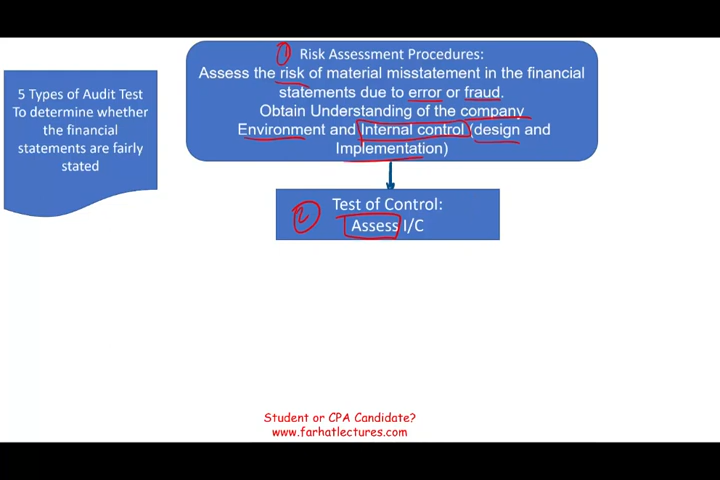 5 Types of Audit Test
To determine whether
the financial
statements are fairly
stated
1
Risk Assessment Procedures:
Assess the risk of material misstatement in the financial
statements due to error or fraud.
Obtain Understanding of the company
Environment and Internal control (design and
Implementation)
2
Test of Control:
Assess I/C
Student or CPA Candidate?
www.farhatlectures.com